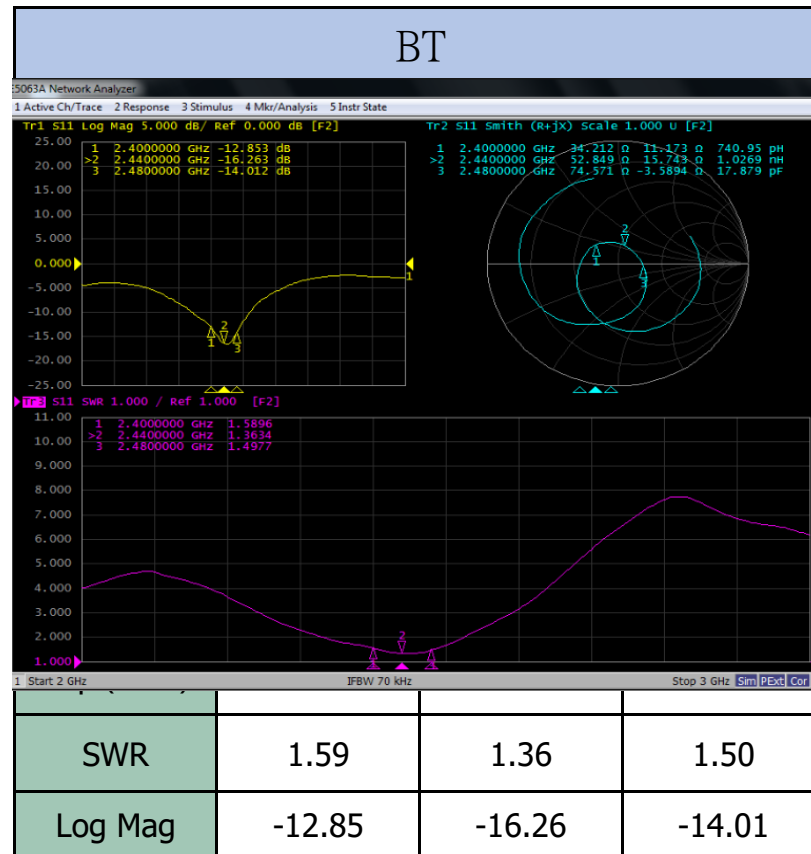 BT
E5063A Network Analyzer
1 Active Ch/Trace 2 Response 3 Stimulus 4 Mkr/Analysis 5 Instr State
Tr1 S11 Log Mag 5.000 dB/ Ref 0.000 dB [F2]
1 2.4000000 GHz -12.853 dB
>2 2.4400000 GHz -16.263 dB
3 2.4800000 GHz -14.012 dB
25.00
20.00
15.00
10.00
5.000
0.000
-5.000
-10.00
-15.00
-20.00
-25.00
1
2
1
3
Tr2 S11 Smith (R+jX) Scale 1.000 U [F2]
1 2.4000000 GHz 34.212 Ω 11.173 Ω 740.95 pH
>2 2.4400000 GHz 52.849 Ω 15.743 Ω 1.0269 nH
3 2.4800000 GHz 74.571 Ω -3.5894 Ω 17.879 pF
2
1
3
Tr3 S11 SWR 1.000 / Ref 1.000 [F2]
1 2.4000000 GHz 1.5896
>2 2.4400000 GHz 1.3634
3 2.4800000 GHz 1.4977
11.00
10.00
9.000
8.000
7.000
6.000
5.000
4.000
3.000
2.000
1.000
2
1 Start 2 GHz IFBW 70 kHz Stop 3 GHz Sim PExt Cor
SWR 1.59 1.36 1.50
Log Mag -12.85 -16.26 -14.01